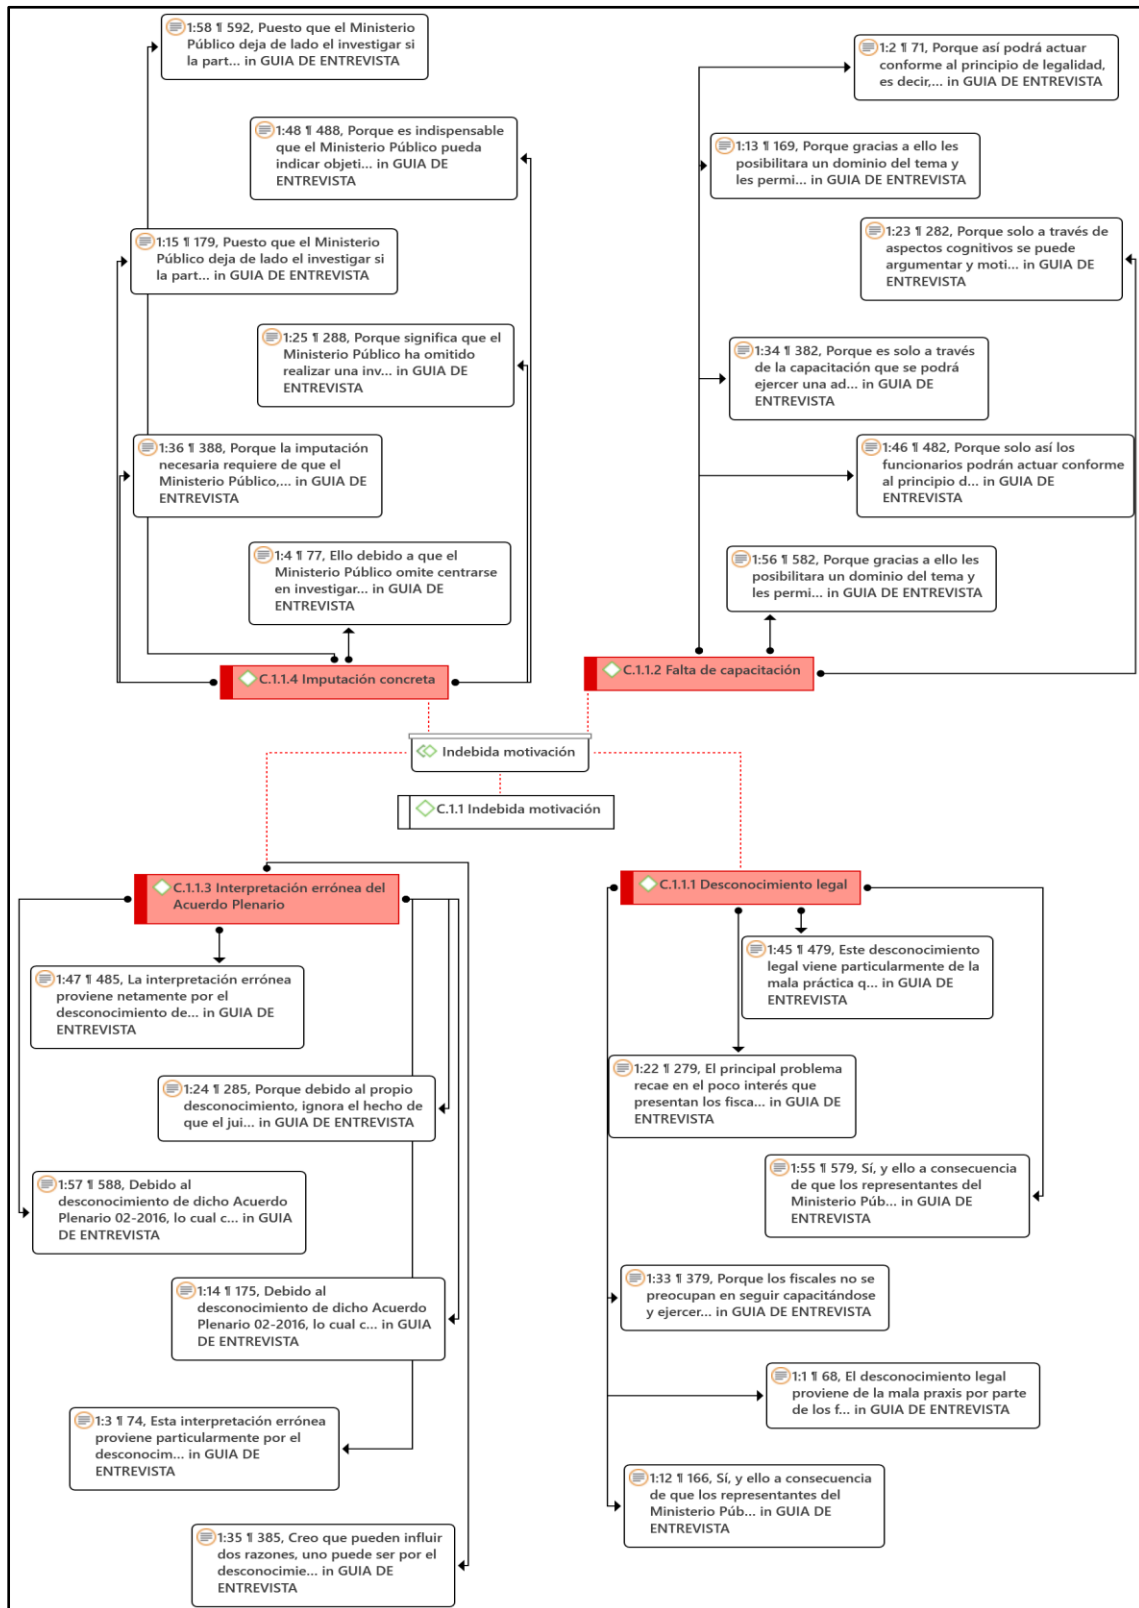 1:58 ¶ 592, Puesto que el Ministerio
Público deja de lado el investigar si
la part... in GUIA DE ENTREVISTA
1:2 ¶ 71, Porque así podrá actuar
conforme al principio de legalidad,
es decir,... in GUIA DE ENTREVISTA
1:48 ¶ 488, Porque es indispensable
que el Ministerio Público pueda
indicar objeti... in GUIA DE
ENTREVISTA
1:13 ¶ 169, Porque gracias a ello les
posibilitara un dominio del tema y
les permi... in GUIA DE ENTREVISTA
1:15 ¶ 179, Puesto que el Ministerio
Público deja de lado el investigar si
la part... in GUIA DE ENTREVISTA
1:23 ¶ 282, Porque solo a través de
aspectos cognitivos se puede
argumentar y moti... in GUIA DE
ENTREVISTA
1:25 ¶ 288, Porque significa que el
Ministerio Público ha omitido
realizar una inv... in GUIA DE
ENTREVISTA
1:34 ¶ 382, Porque es solo a través
de la capacitación que se podrá
ejercer una ad... in GUIA DE
ENTREVISTA
1:36 ¶ 388, Porque la imputación
necesaria requiere de que el
Ministerio Público,... in GUIA DE
ENTREVISTA
1:46 ¶ 482, Porque solo así los
funcionarios podrán actuar conforme
al principio d... in GUIA DE
ENTREVISTA
1:4 ¶ 77, Ello debido a que el
Ministerio Público omite centrarse
en investigar... in GUIA DE
ENTREVISTA
1:56 ¶ 582, Porque gracias a ello les
posibilitara un dominio del tema y
les permi... in GUIA DE ENTREVISTA
C.1.1.4 Imputación concreta
C.1.1.2 Falta de capacitación
Indebida motivación
C.1.1 Indebida motivación
C.1.1.3 Interpretación errónea del
Acuerdo Plenario
C.1.1.1 Desconocimiento legal
1:45 ¶ 479, Este desconocimiento
legal viene particularmente de la
mala práctica q... in GUIA DE
ENTREVISTA
1:47 ¶ 485, La interpretación errónea
proviene netamente por el
desconocimiento de... in GUIA DE
ENTREVISTA
1:22 ¶ 279, El principal problema
recae en el poco interés que
presentan los fisca... in GUIA DE
ENTREVISTA
1:24 ¶ 285, Porque debido al propio
desconocimiento, ignora el hecho de
que el jui... in GUIA DE ENTREVISTA
1:55 ¶ 579, Sí, y ello a consecuencia
de que los representantes del
Ministerio Púb... in GUIA DE
ENTREVISTA
1:57 ¶ 588, Debido al
desconocimiento de dicho Acuerdo
Plenario 02-2016, lo cual c... in GUIA
DE ENTREVISTA
1:33 ¶ 379, Porque los fiscales no se
preocupan en seguir capacitándose
y ejercer... in GUIA DE ENTREVISTA
1:14 ¶ 175, Debido al
desconocimiento de dicho Acuerdo
Plenario 02-2016, lo cual c... in GUIA
DE ENTREVISTA
1:1 ¶ 68, El desconocimiento legal
proviene de la mala praxis por parte
de los f... in GUIA DE ENTREVISTA
1:3 ¶ 74, Esta interpretación errónea
proviene particularmente por el
desconocim... in GUIA DE
ENTREVISTA
1:12 ¶ 166, Sí, y ello a consecuencia
de que los representantes del
Ministerio Púb... in GUIA DE
ENTREVISTA
1:35 ¶ 385, Creo que pueden influir
dos razones, uno puede ser por el
desconocimie... in GUIA DE
ENTREVISTA